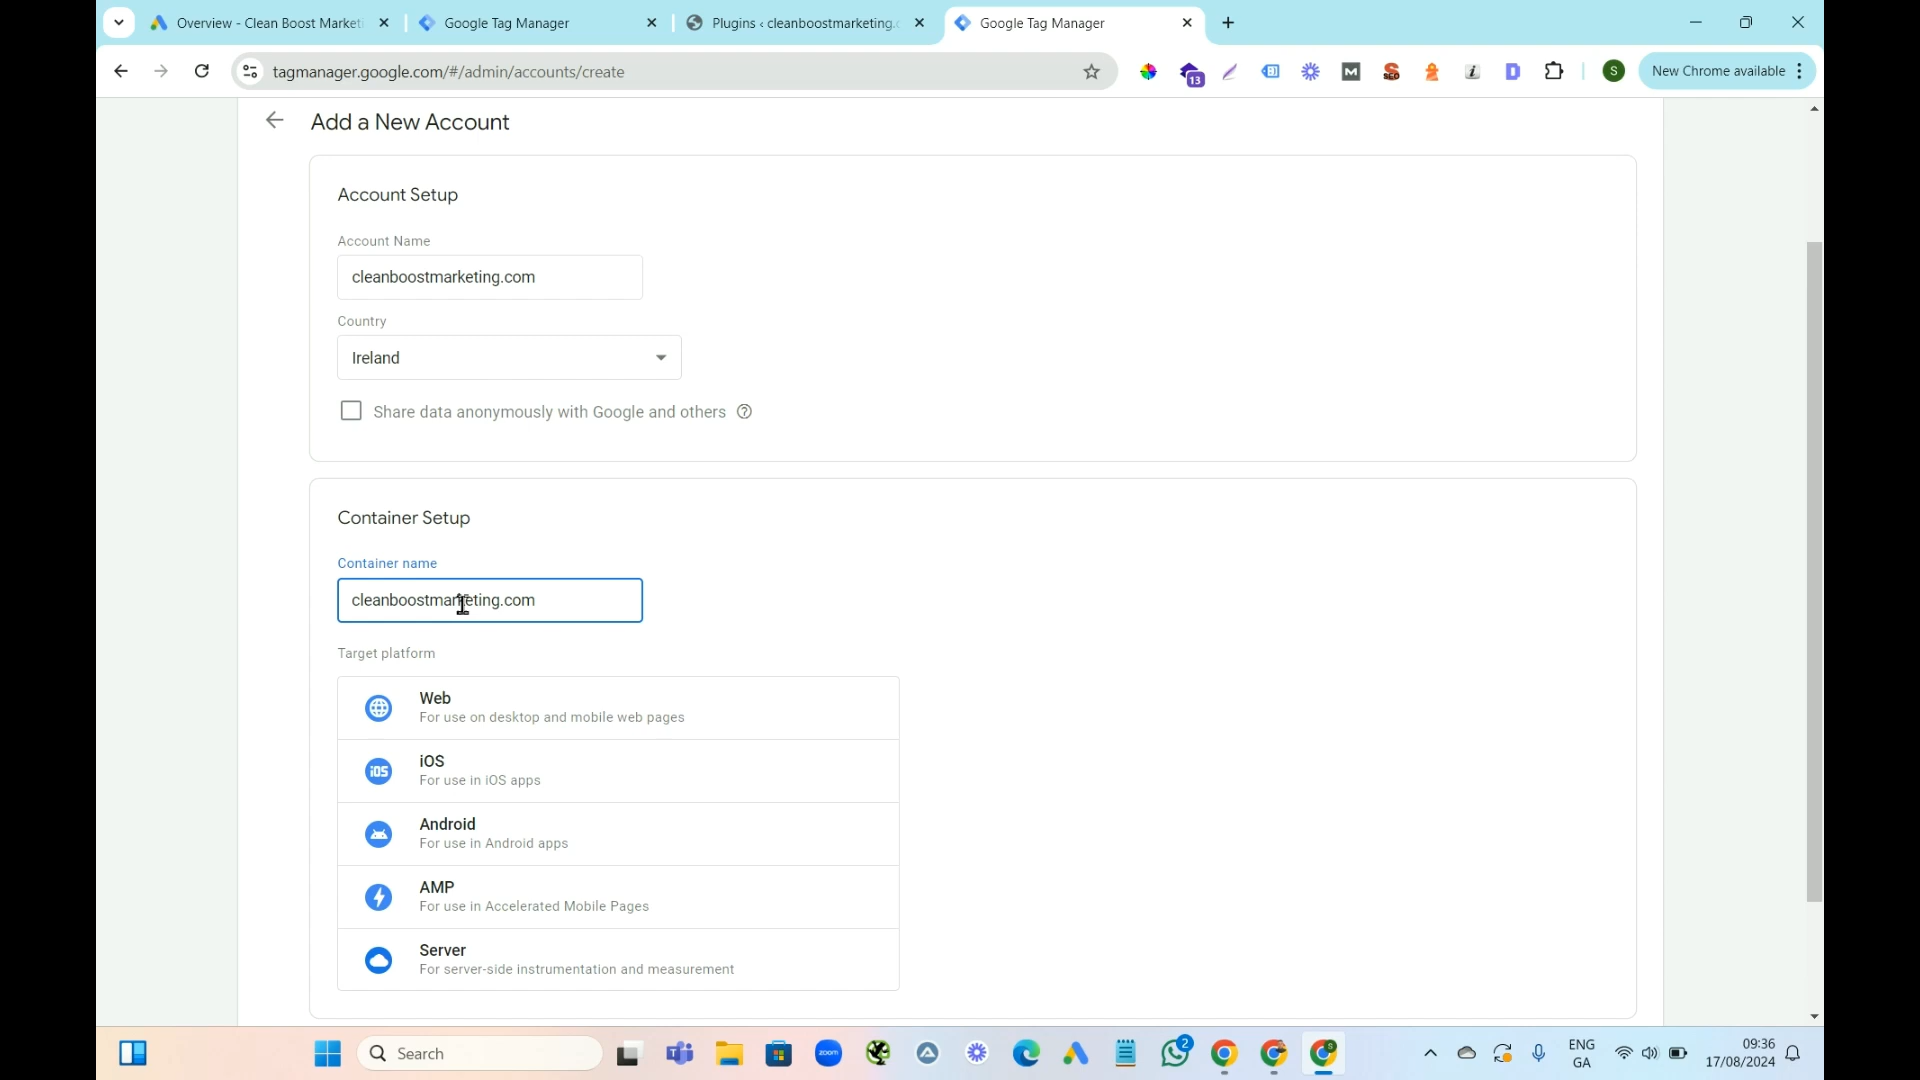 Overview - Clean Boost Market
Google Tag Manager
Plugins ‹ cleanboostmarketing.c
Google Tag Manager
tagmanager.google.com/#/admin/accounts/create
13
S
New Chrome available
Add a New Account
Account Setup
Account Name
cleanboostmarketing.com
Country
Ireland
Share data anonymously with Google and others
Container Setup
Container name
cleanboostmarketing.com
Target platform
Web
For use on desktop and mobile web pages
iOS
For use in iOS apps
Android
For use in Android apps
AMP
For use in Accelerated Mobile Pages
Server
For server-side instrumentation and measurement
Search
zoom
2
ENG
GA
09:36
17/08/2024